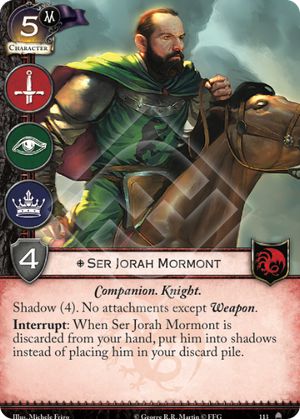 5
Character
4
Ser Jorah Mormont
Companion. Knight.
Shadow (4). No attachments except Weapon.
Interrupt: When Ser Jorah Mormont is
discarded from your hand, put him into shadows
instead of placing him in your discard pile.
Illus. Michele Frigo
© George R.R. Martin © FFG
113